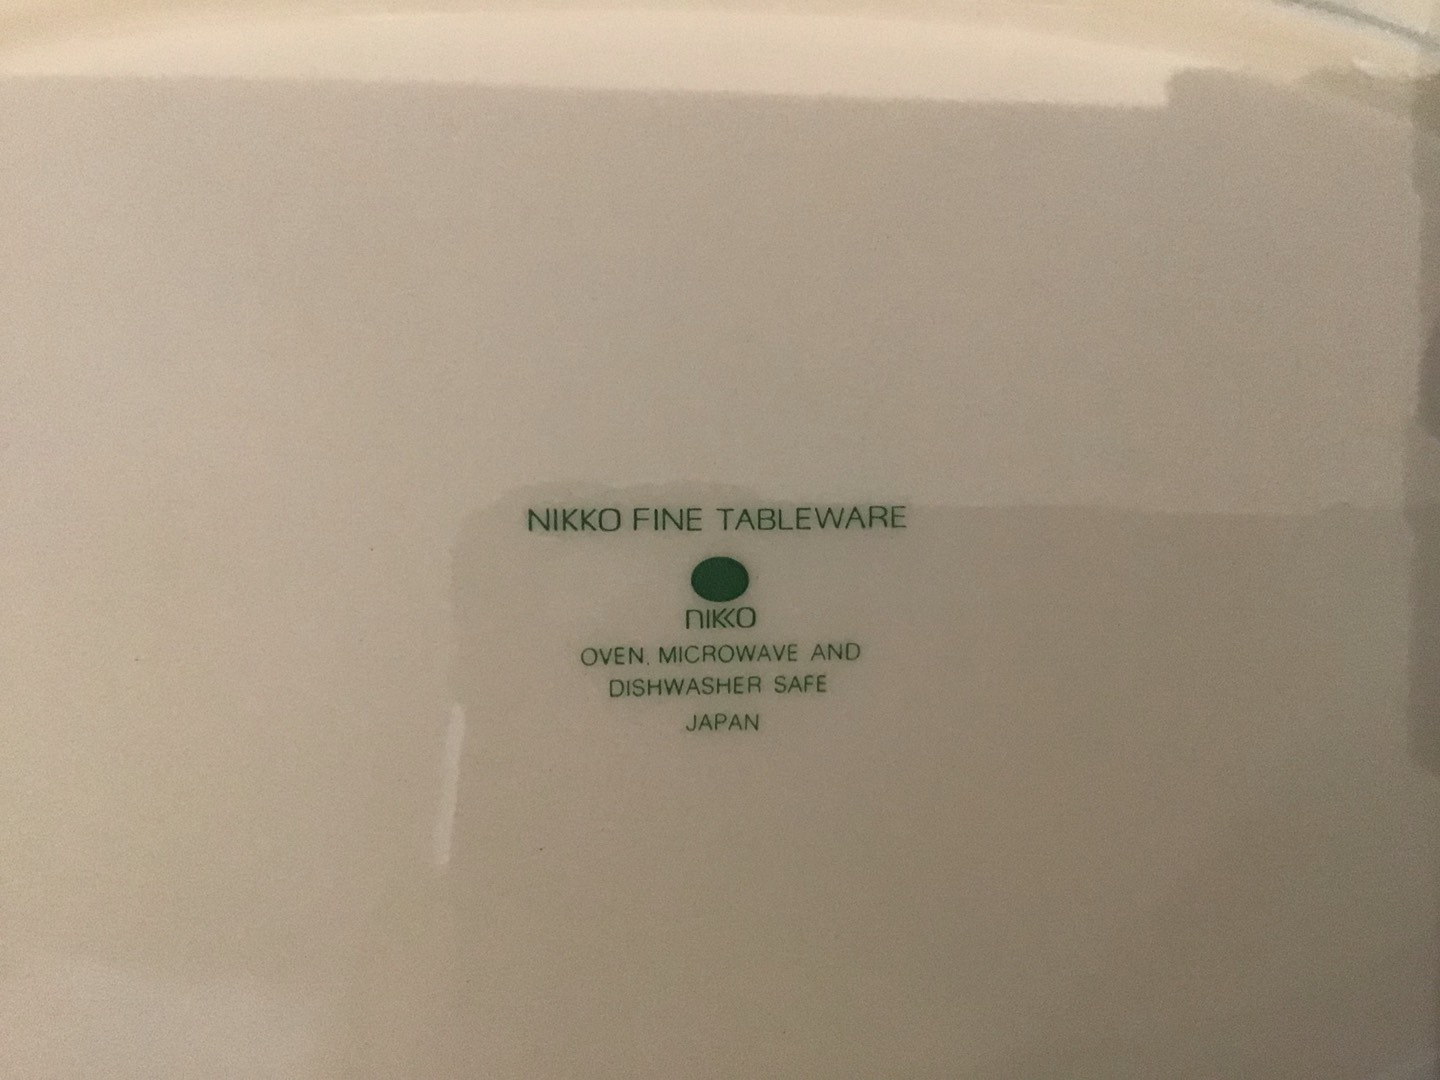 NIKKO FINE TABLEWARE
NIKKO
OVEN, MICROWAVE AND
DISHWASHER SAFE
JAPAN